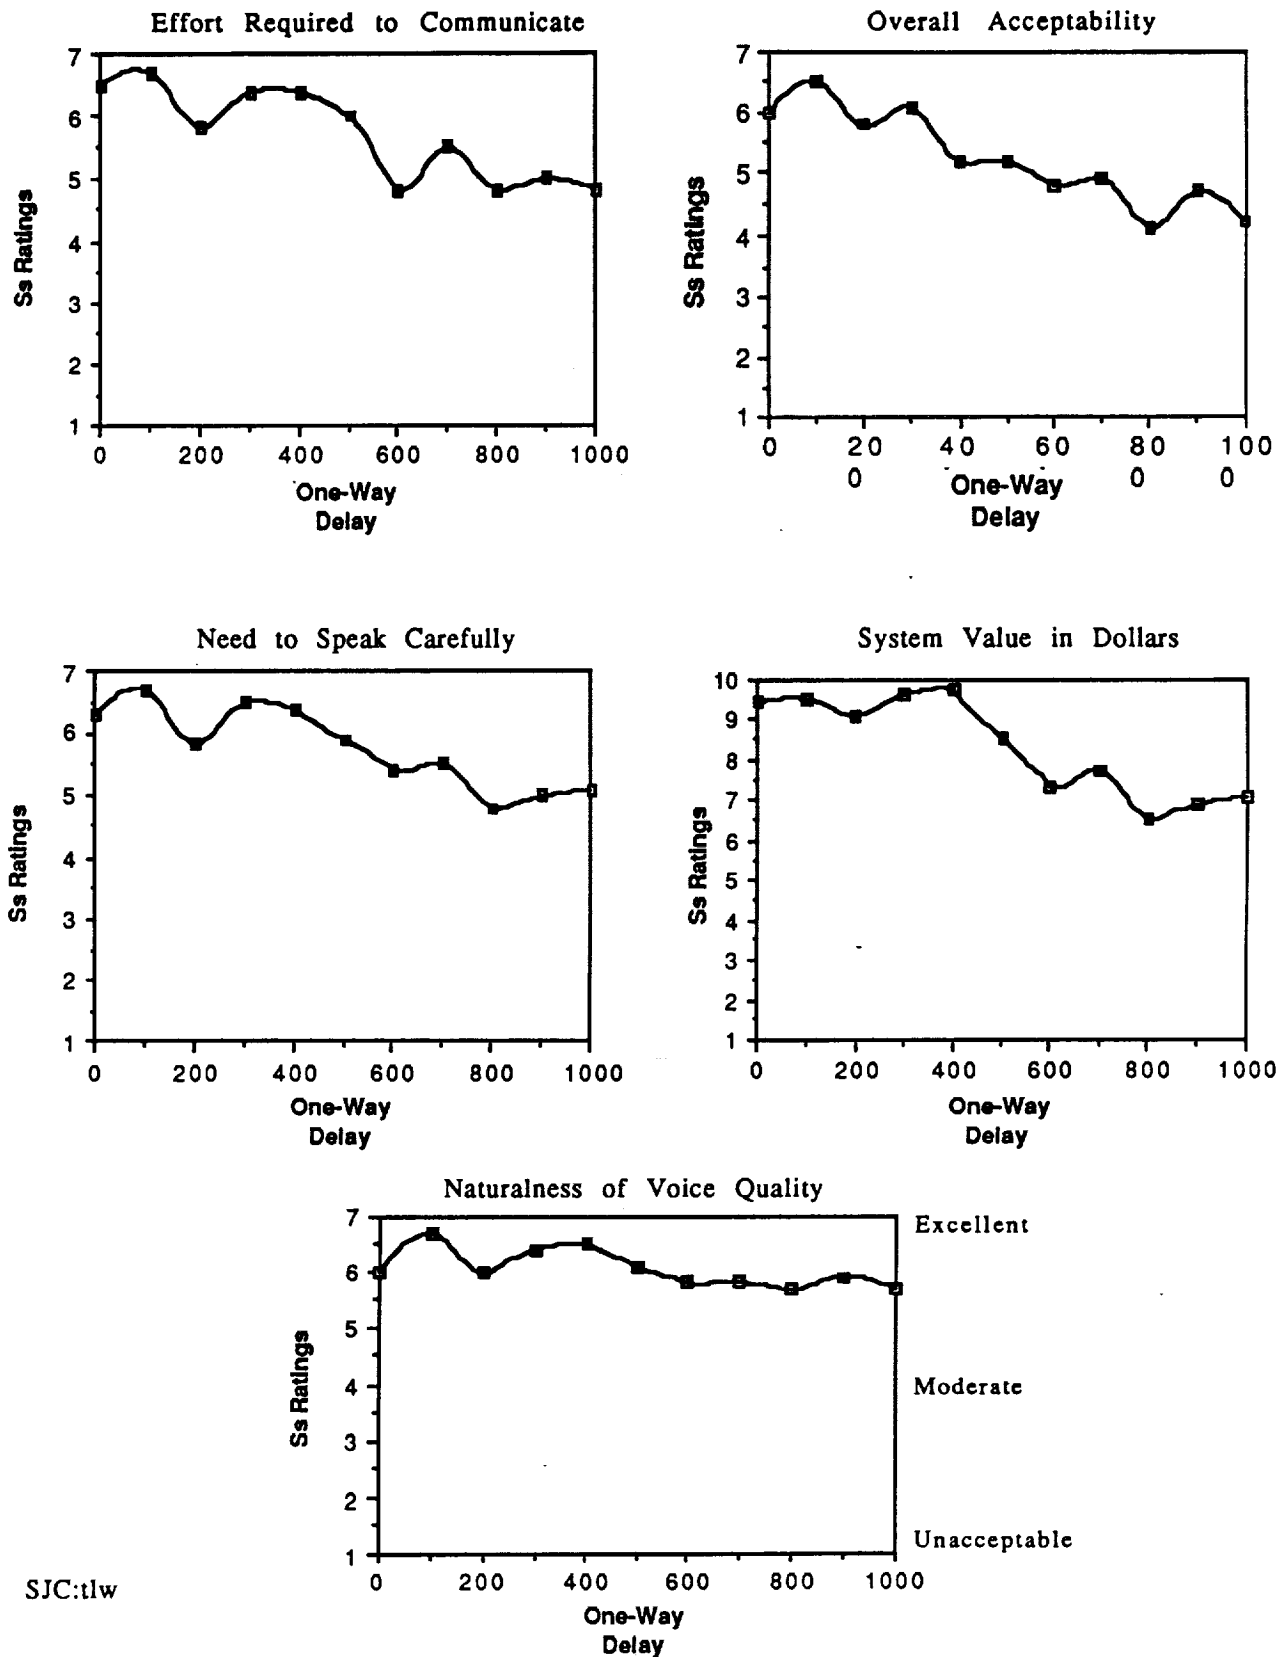 Effort Required to Communicate
7
6
5
4
3
2
1
Ss Ratings
0 200 400 600 800 1000
One-Way
Delay
Overall Acceptability
7
6
5
4
3
2
1
Ss Ratings
0 20 40 60 80 100
0 0 0
One-Way
Delay
Need to Speak Carefully
7
6
5
4
3
2
1
Ss Ratings
0 200 400 600 800 1000
One-Way
Delay
System Value in Dollars
10
9
8
7
6
5
4
3
2
1
Ss Ratings
0 200 400 600 800 1000
One-Way
Delay
Naturalness of Voice Quality
7
6
5
4
3
2
1
Ss Ratings
Excellent
Moderate
Unacceptable
0 200 400 600 800 1000
One-Way
Delay
SJC:tlw